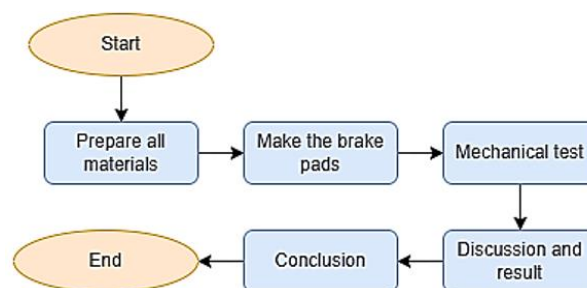 Start
Prepare all
materials
Make the brake
pads
Mechanical test
Discussion and
result
Conclusion
End